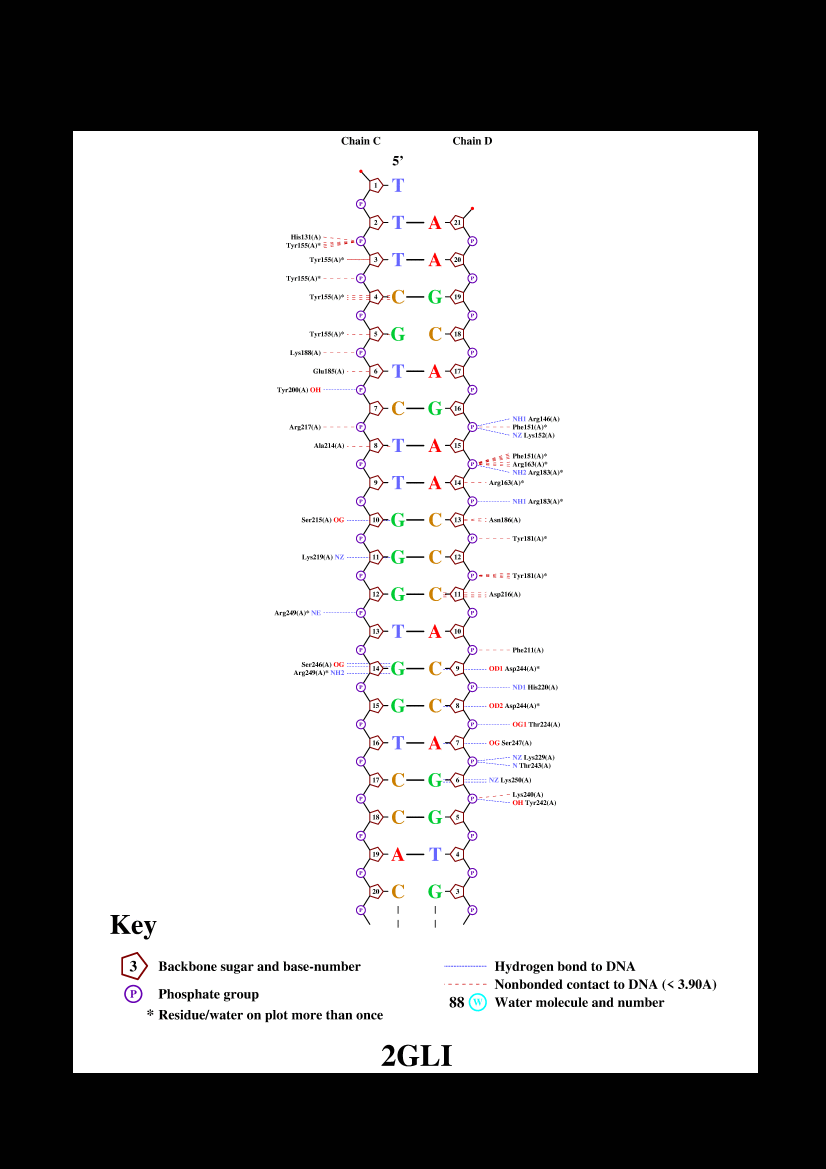 Chain C Chain D
5’
1 T
P
2 T A 21
His131(A) P P
Tyr155(A)*
Tyr155(A)* 3 T A 20
Tyr155(A)* P P
Tyr155(A)* 4 C G 19
P P
Tyr155(A)* 5 G C 18
Lys188(A) P P
Glu185(A) 6 T A 17
Tyr200(A) OH P P
7 C G 16
NH1 Arg146(A)
Arg217(A) P P Phe151(A)*
NZ Lys152(A)
Ala214(A) 8 T A 15
Phe151(A)*
P P Arg163(A)*
NH2 Arg183(A)*
9 T A 14 Arg163(A)*
P P NH1 Arg183(A)*
Ser215(A) OG 10 G C 13 Asn186(A)
P P Tyr181(A)*
Lys219(A) NZ 11 G C 12
P P Tyr181(A)*
12 G C 11 Asp216(A)
Arg249(A)* NE P P
13 T A 10
P P Phe211(A)
Ser246(A) OG 14 G C 9 OD1 Asp244(A)*
Arg249(A)* NH2
P P ND1 His220(A)
15 G C 8 OD2 Asp244(A)*
P P OG1 Thr224(A)
16 T A 7 OG Ser247(A)
P P NZ Lys229(A)
N Thr243(A)
17 C G 6 NZ Lys250(A)
P P Lys240(A)
OH Tyr242(A)
18 C G 5
P P
19 A T 4
P P
20 C G 3
P P
Key
3 Backbone sugar and base-number
Hydrogen bond to DNA
Nonbonded contact to DNA (< 3.90A)
P Phosphate group
88 W Water molecule and number
* Residue/water on plot more than once
2GLI